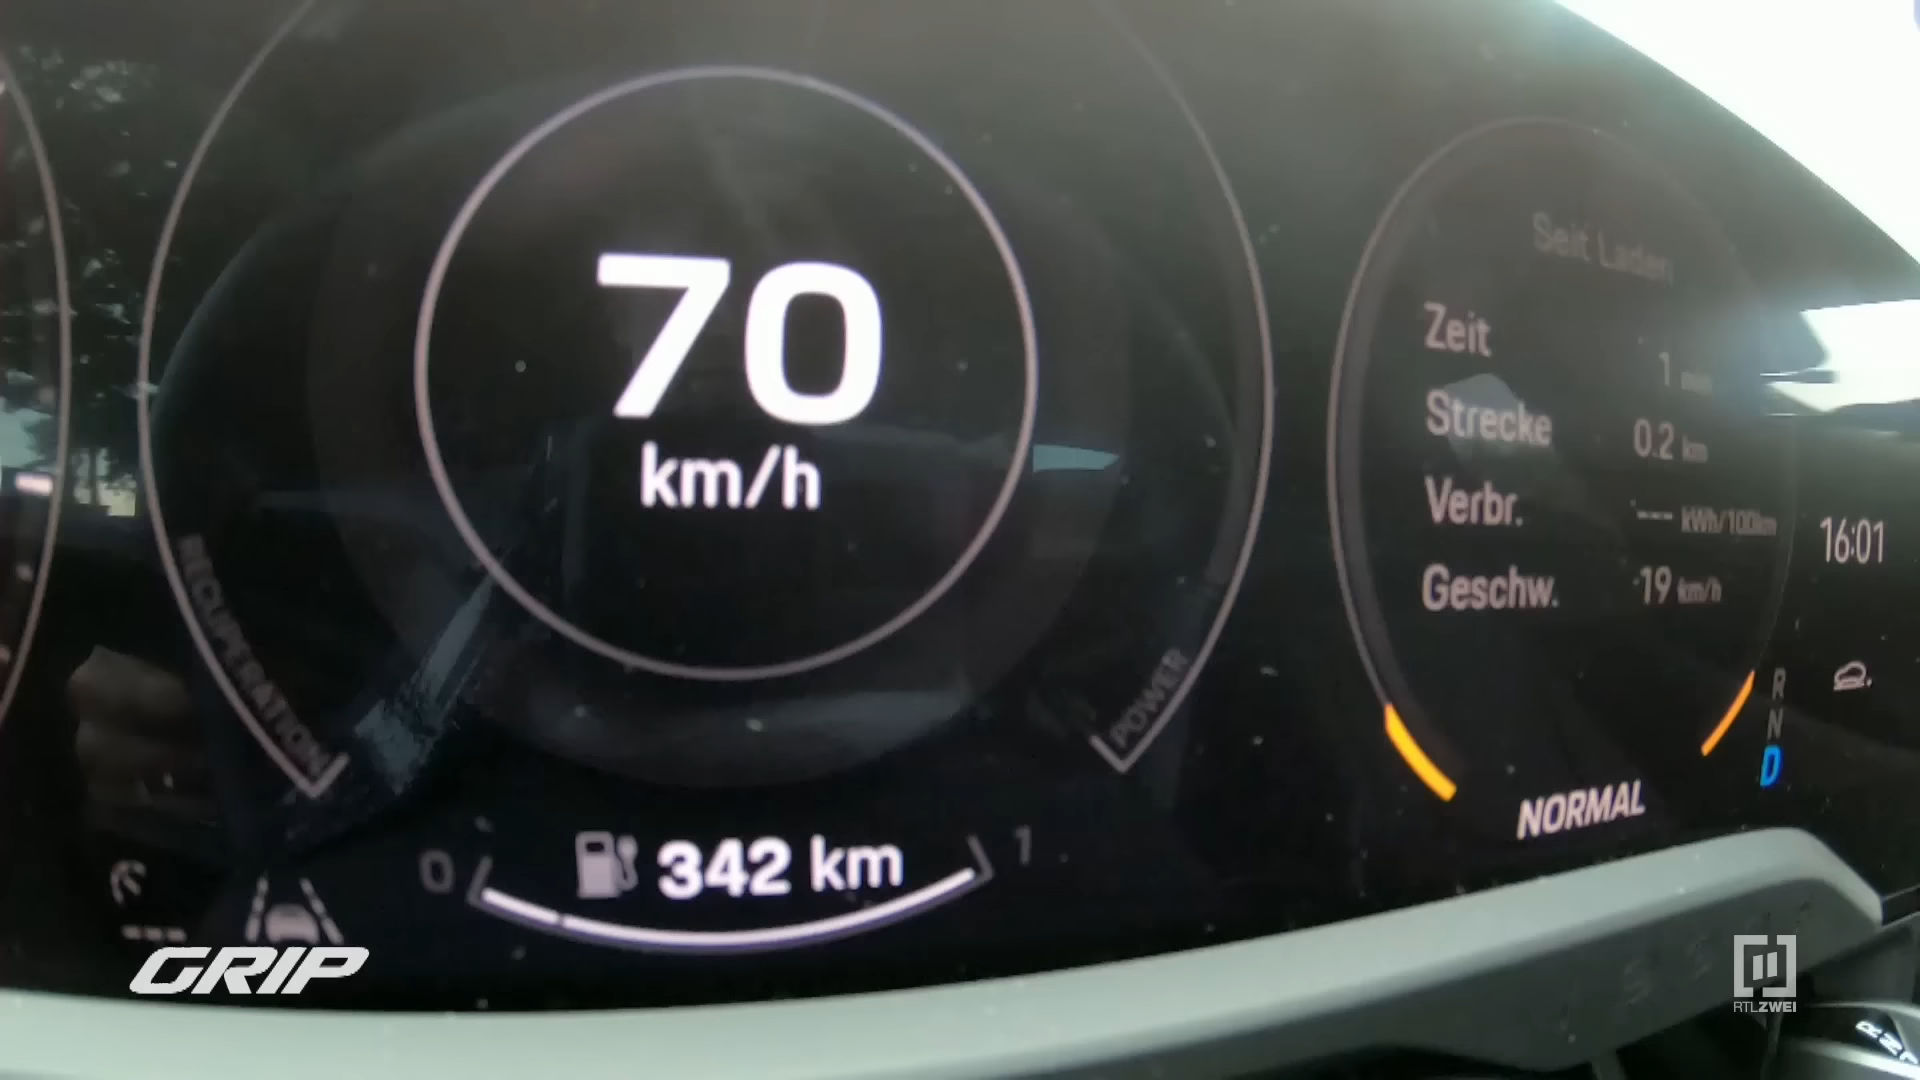 70
km/h
RECUPERATION
POWER
0
342 km
1
Seit Laden
Zeit
1
Strecke
0.2 km
Verbr.
--- kWh/100km
Geschw.
19 km/h
16:01
R
N
D
NORMAL
---
GRIP
RTLZWEI